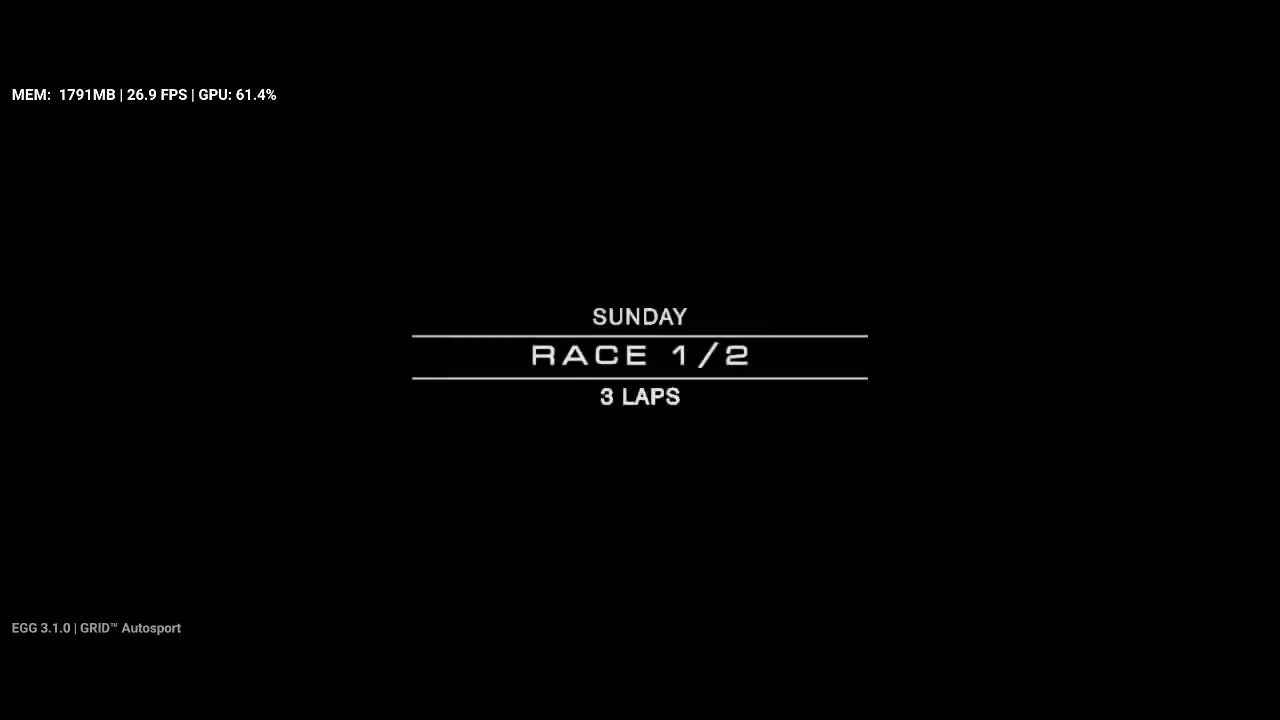 MEM: 1791MB | 26.9 FPS | GPU: 61.4%
SUNDAY
RACE 1/2
3 LAPS
EGG 3.1.0 | GRID™ Autosport